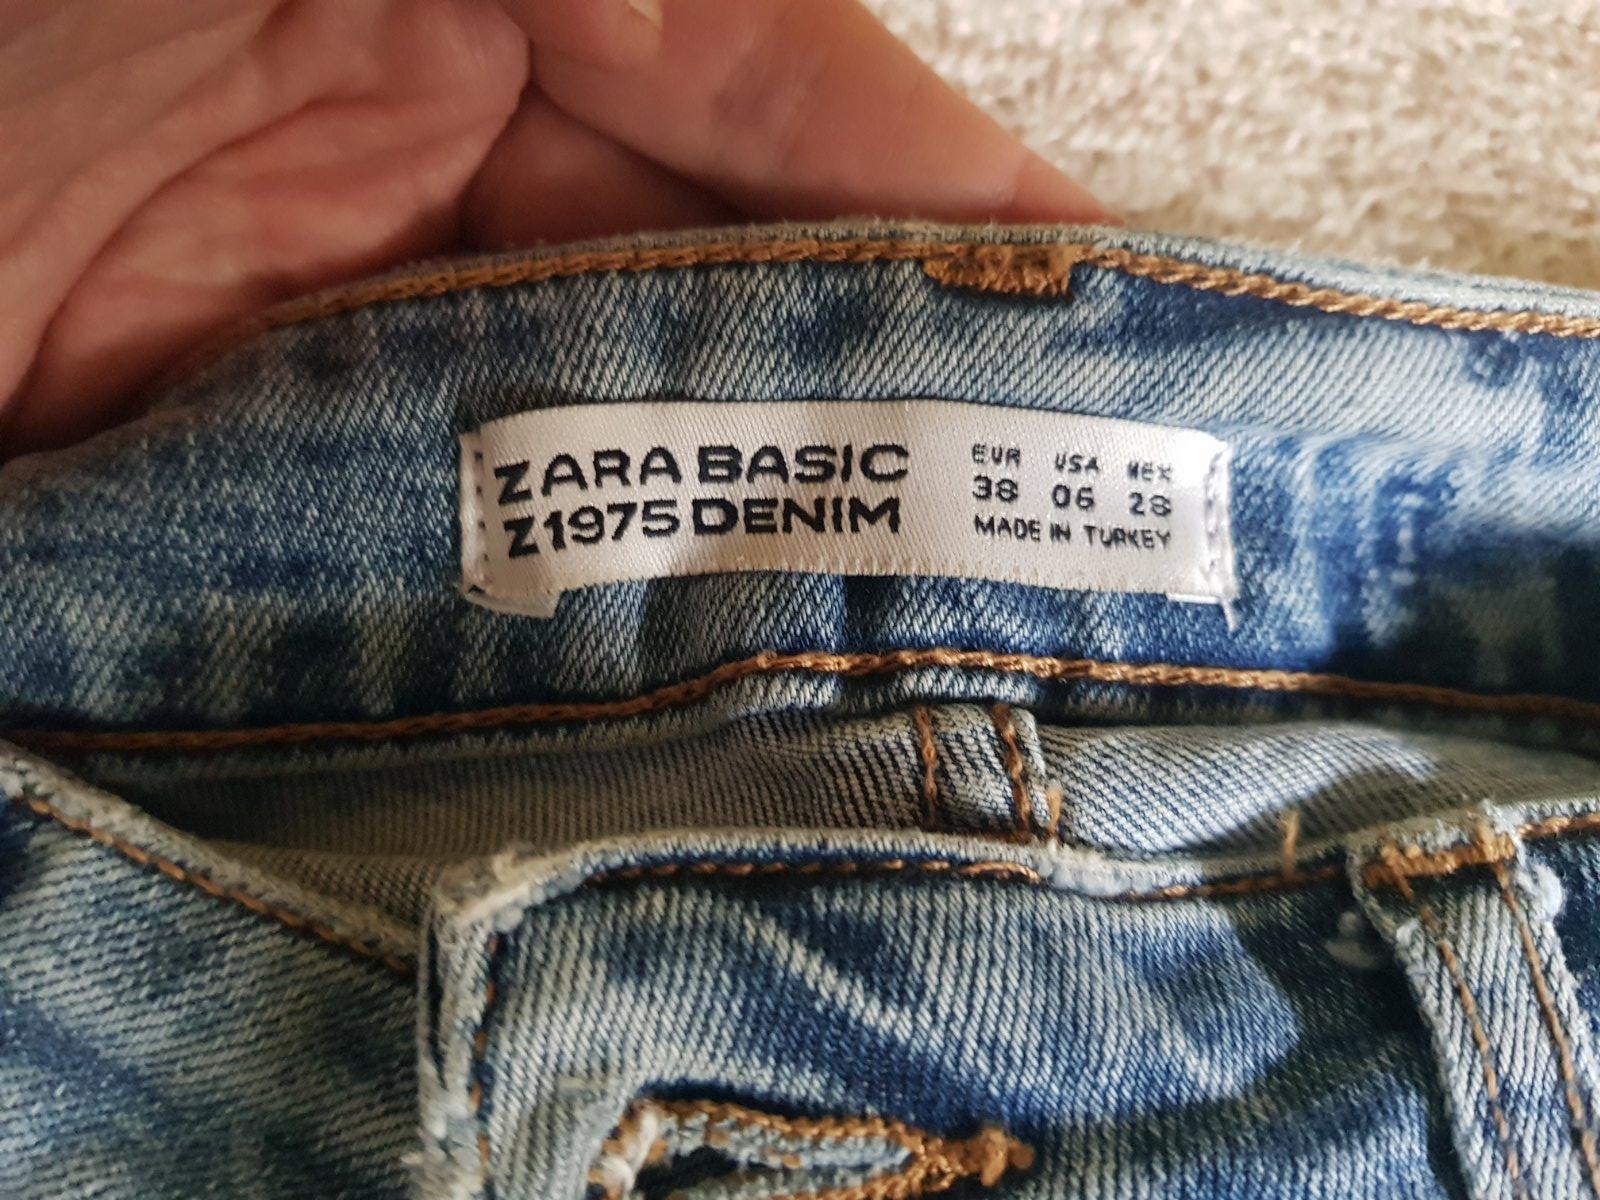 ZARA BASIC
Z1975 DENIM
EUR USA MEX
38 06 28
MADE IN TURKEY